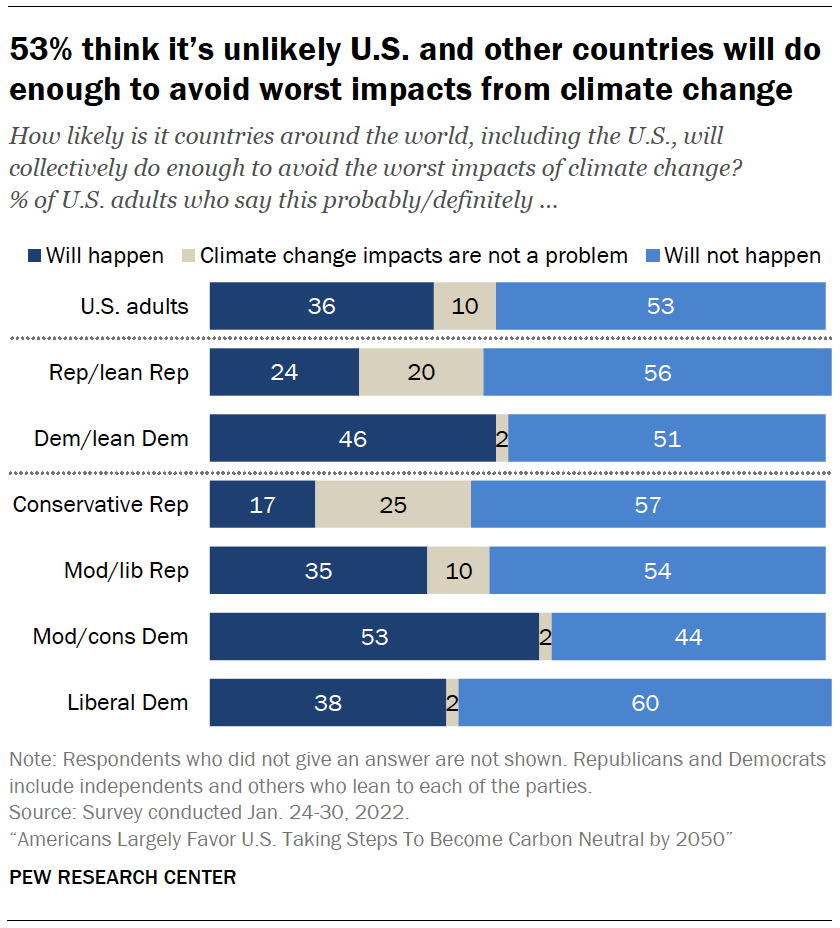 53% think it’s unlikely U.S. and other countries will do
enough to avoid worst impacts from climate change
How likely is it countries around the world, including the U.S., will
collectively do enough to avoid the worst impacts of climate change?
% of U.S. adults who say this probably/definitely ...
Will happen Climate change impacts are not a problem Will not happen
U.S. adults 36 10 53
Rep/lean Rep 24 20 56
Dem/lean Dem 46 2 51
Conservative Rep 17 25 57
Mod/lib Rep 35 10 54
Mod/cons Dem 53 2 44
Liberal Dem 38 2 60
Note: Respondents who did not give an answer are not shown. Republicans and Democrats
include independents and others who lean to each of the parties.
Source: Survey conducted Jan. 24-30, 2022.
“Americans Largely Favor U.S. Taking Steps To Become Carbon Neutral by 2050”
PEW RESEARCH CENTER